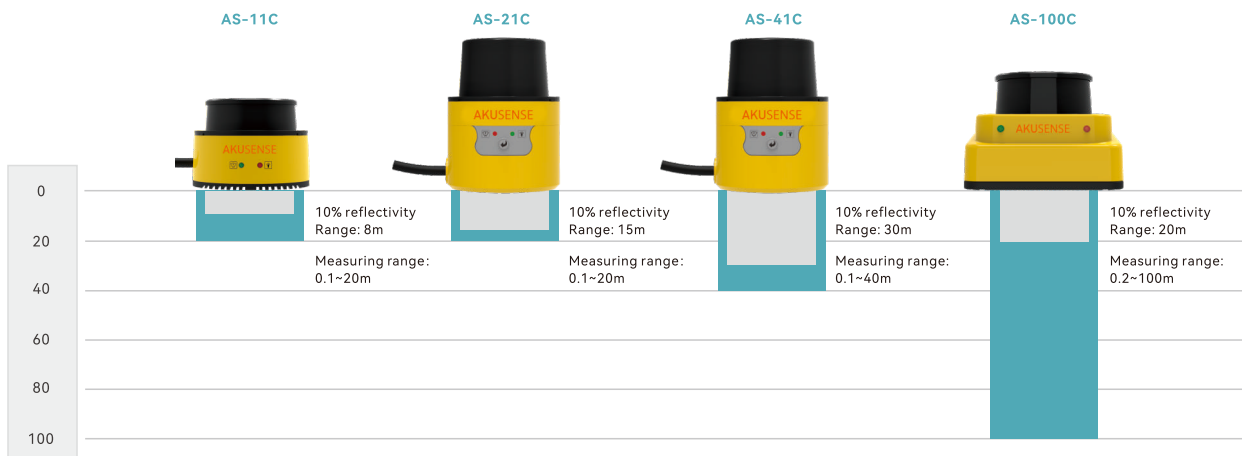 AS-11C
AS-21C
AS-41C
AS-100C
AKUSENSE
AKUSENSE
AKUSENSE
AKUSENSE
0
20
40
60
80
100
10% reflectivity
Range: 8m
Measuring range:
0.1~20m
10% reflectivity
Range: 15m
Measuring range:
0.1~20m
10% reflectivity
Range: 30m
Measuring range:
0.1~40m
10% reflectivity
Range: 20m
Measuring range:
0.2~100m